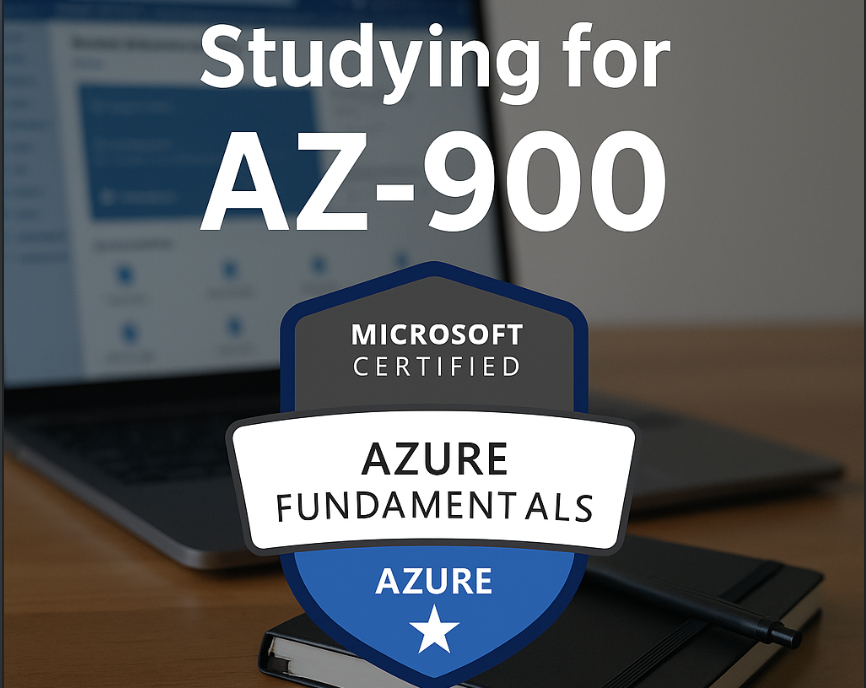 Studying for
AZ-900
MICROSOFT
CERTIFIED
AZURE
FUNDAMENTALS
AZURE